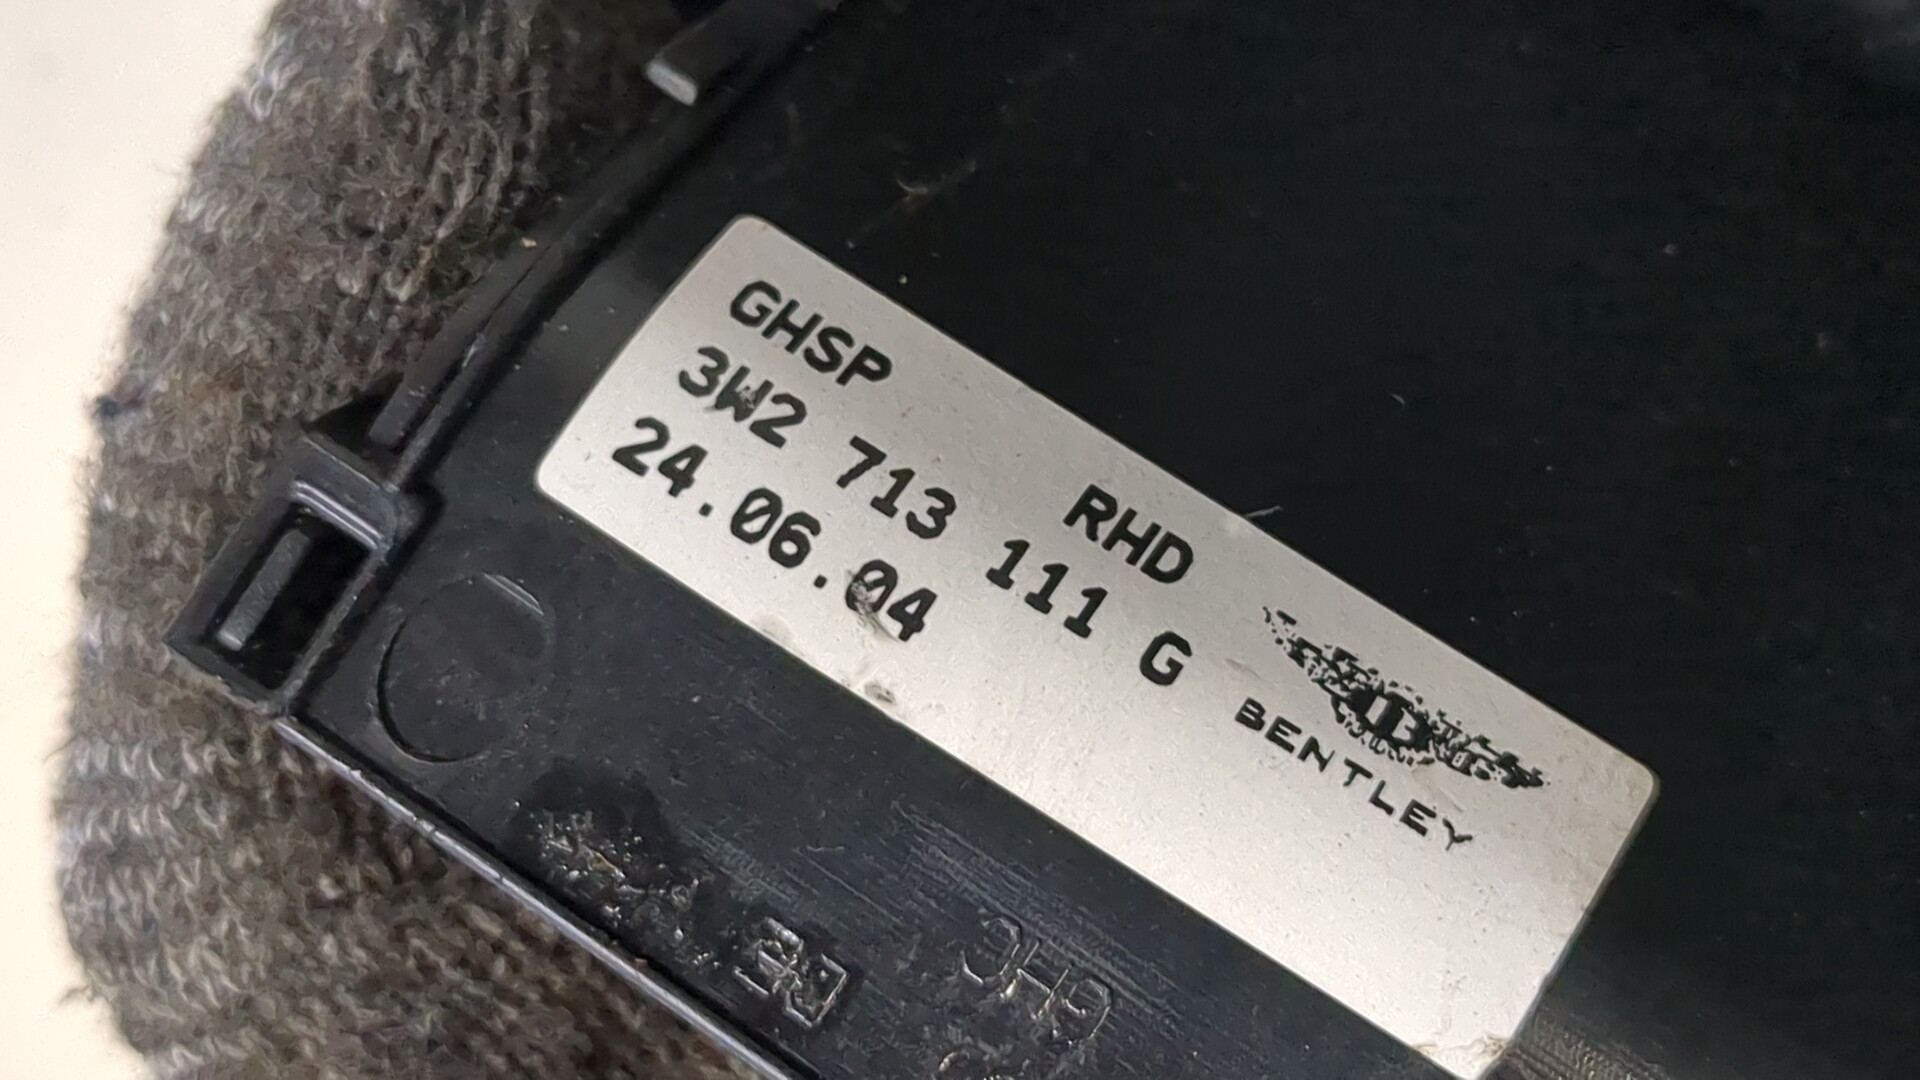 GHSP
RHD
3W2 713 111 G
24.06.04
BENTLEY